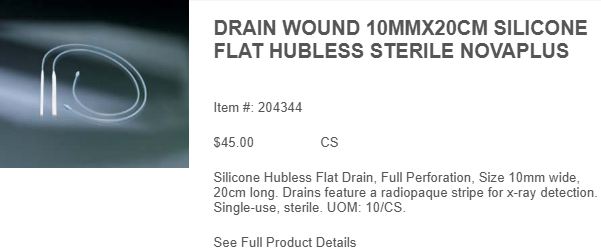 DRAIN WOUND 10MMX20CM SILICONE
FLAT HUBLESS STERILE NOVAPLUS
Item #: 204344
$45.00 CS
Silicone Hubless Flat Drain, Full Perforation, Size 10mm wide,
20cm long. Drains feature a radiopaque stripe for x-ray detection.
Single-use, sterile. UOM: 10/CS.
See Full Product Details